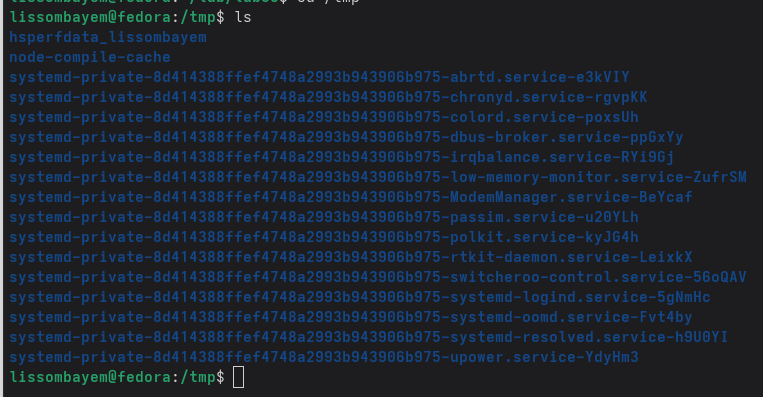 lissombayem@fedora:/tmp$ ls
hsperfdata_lissombayem
node-compile-cache
systemd-private-8d414388ffef4748a2993b943906b975-abrtd.service-e3kVIY
systemd-private-8d414388ffef4748a2993b943906b975-chronyd.service-rgvpKK
systemd-private-8d414388ffef4748a2993b943906b975-colord.service-poxsUh
systemd-private-8d414388ffef4748a2993b943906b975-dbus-broker.service-ppGxYy
systemd-private-8d414388ffef4748a2993b943906b975-irqbalance.service-RYi9Gj
systemd-private-8d414388ffef4748a2993b943906b975-low-memory-monitor.service-ZufrSM
systemd-private-8d414388ffef4748a2993b943906b975-ModemManager.service-BeYcaf
systemd-private-8d414388ffef4748a2993b943906b975-passim.service-u20YLh
systemd-private-8d414388ffef4748a2993b943906b975-polkit.service-kyJG4h
systemd-private-8d414388ffef4748a2993b943906b975-rtkit-daemon.service-LeixkX
systemd-private-8d414388ffef4748a2993b943906b975-switcheroo-control.service-56oQAV
systemd-private-8d414388ffef4748a2993b943906b975-systemd-logind.service-5gNmHc
systemd-private-8d414388ffef4748a2993b943906b975-systemd-oomd.service-Fvt4by
systemd-private-8d414388ffef4748a2993b943906b975-systemd-resolved.service-h9U0YI
systemd-private-8d414388ffef4748a2993b943906b975-upower.service-YdyHm3
lissombayem@fedora:/tmp$